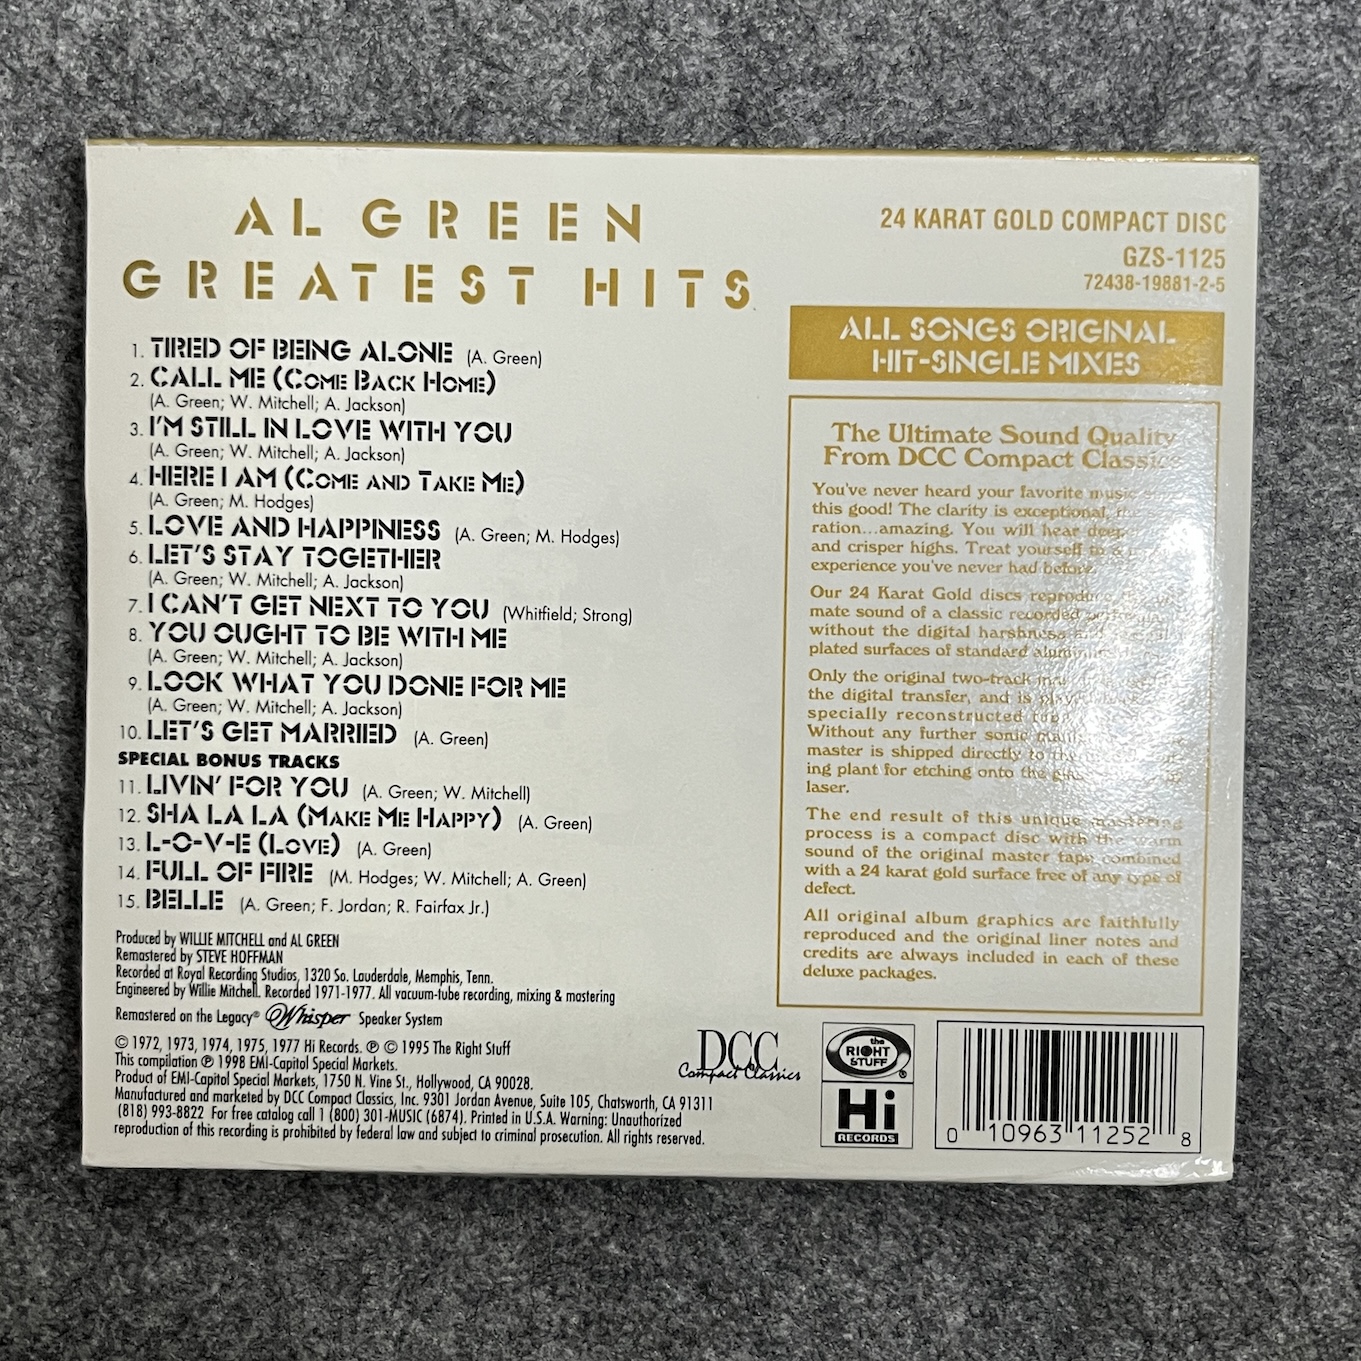 AL GREEN
GREATEST HITS
1. TIRED OF BEING ALONE (A. Green)
2. CALL ME (COME BACK HOME)
(A. Green; W. Mitchell; A. Jackson)
3. I'M STILL IN LOVE WITH YOU
(A. Green; W. Mitchell; A. Jackson)
4. HERE I AM (COME AND TAKE ME)
(A. Green; M. Hodges)
5. LOVE AND HAPPINESS (A. Green; M. Hodges)
6. LET'S STAY TOGETHER
(A. Green; W. Mitchell; A. Jackson)
7. I CAN'T GET NEXT TO YOU (Whitfield; Strong)
8. YOU OUGHT TO BE WITH ME
(A. Green; W. Mitchell; A. Jackson)
9. LOOK WHAT YOU DONE FOR ME
(A. Green; W. Mitchell; A. Jackson)
10. LET'S GET MARRIED (A. Green)
SPECIAL BONUS TRACKS
11. LIVIN' FOR YOU (A. Green; W. Mitchell)
12. SHA LA LA (MAKE ME HAPPY) (A. Green)
13. L-O-V-E (LOVE) (A. Green)
14. FULL OF FIRE (M. Hodges; W. Mitchell; A. Green)
15. BELLE (A. Green; F. Jordan; R. Fairfax Jr.)
Produced by WILLIE MITCHELL and AL GREEN
Remastered by STEVE HOFFMAN
Recorded at Royal Recording Studios, 1320 So. Lauderdale, Memphis, Tenn.
Engineered by Willie Mitchell. Recorded 1971-1977. All vacuum-tube recording, mixing & mastering
Remastered on the Legacy® Whisper Speaker System
© 1972, 1973, 1974, 1975, 1977 Hi Records. ℗ © 1995 The Right Stuff
This compilation ℗ 1998 EMI-Capitol Special Markets.
Product of EMI-Capitol Special Markets, 1750 N. Vine St., Hollywood, CA 90028.
Manufactured and marketed by DCC Compact Classics, Inc. 9301 Jordan Avenue, Suite 105, Chatsworth, CA 91311
(818) 993-8822 For free catalog call 1 (800) 301-MUSIC (6874). Printed in U.S.A. Warning: Unauthorized
reproduction of this recording is prohibited by federal law and subject to criminal prosecution. All rights reserved.
24 KARAT GOLD COMPACT DISC
GZS-1125
72438-19881-2-5
ALL SONGS ORIGINAL
HIT-SINGLE MIXES
The Ultimate Sound Quality
From DCC Compact Classics
You've never heard your favorite music
this good! The clarity is exceptional,
ration...amazing. You will hear
and crisper highs. Treat yourself to
experience you've never had before.
Our 24 Karat Gold discs reproduce
mate sound of a classic recorded
without the digital harshness
plated surfaces of standard
Only the original two-track
the digital transfer, and is
specially reconstructed
Without any further sonic
master is shipped directly to
ing plant for etching onto the
laser.
The end result of this unique mastering
process is a compact disc with the warm
sound of the original master tape combined
with a 24 karat gold surface free of any type of
defect.
All original album graphics are faithfully
reproduced and the original liner notes and
credits are always included in each of these
deluxe packages.
DCC
Compact Classics
the
RIGHT
STUFF®
Hi
RECORDS
0 10963 11252 8